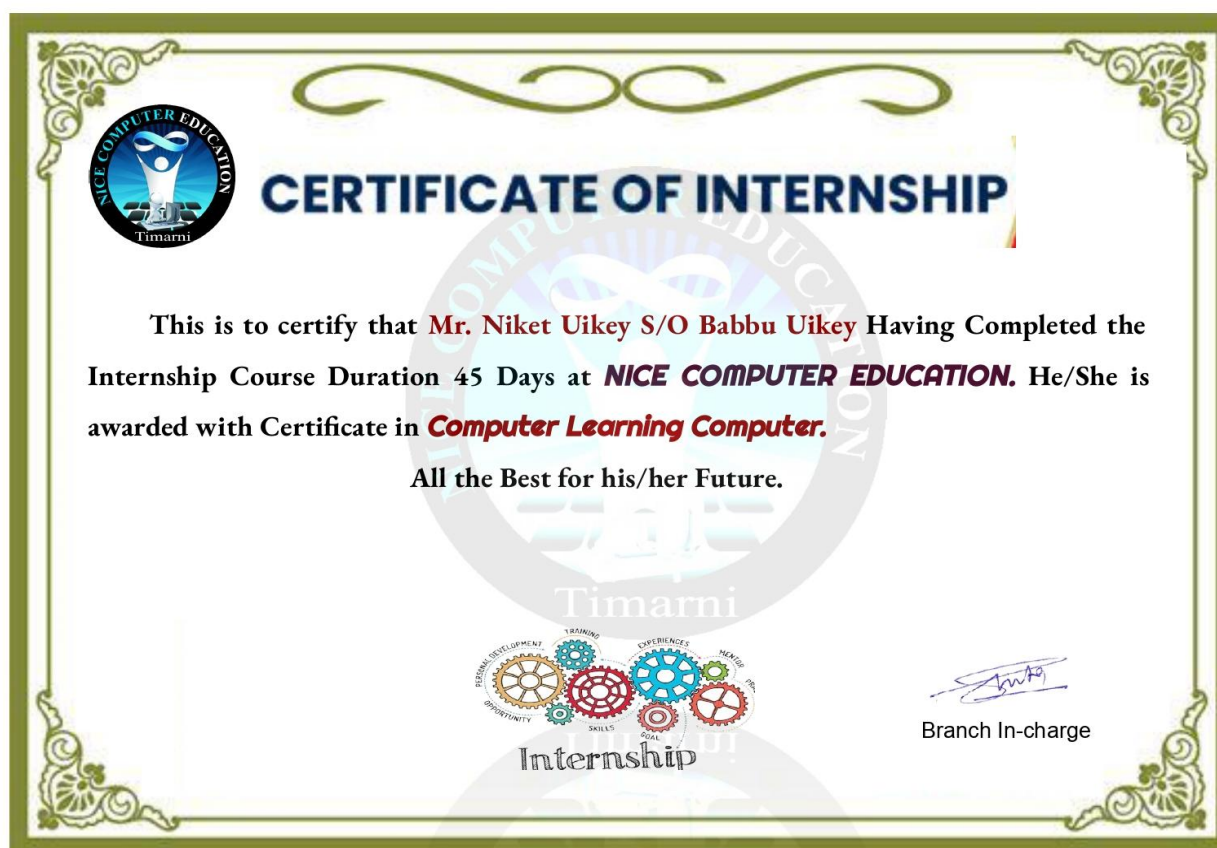 NICE COMPUTER EDUCATION
Timarni
CERTIFICATE OF INTERNSHIP
This is to certify that Mr. Niket Uikey S/O Babbu Uikey Having Completed the
Internship Course Duration 45 Days at NICE COMPUTER EDUCATION. He/She is
awarded with Certificate in Computer Learning Computer.
All the Best for his/her Future.
NICE COMPUTER EDUCATION
Timarni
PERSONAL DEVELOPMENT
TRAINING
EXPERIENCES
MENTOR
OPPORTUNITY
SKILLS
GOAL
Internship
Branch In-charge